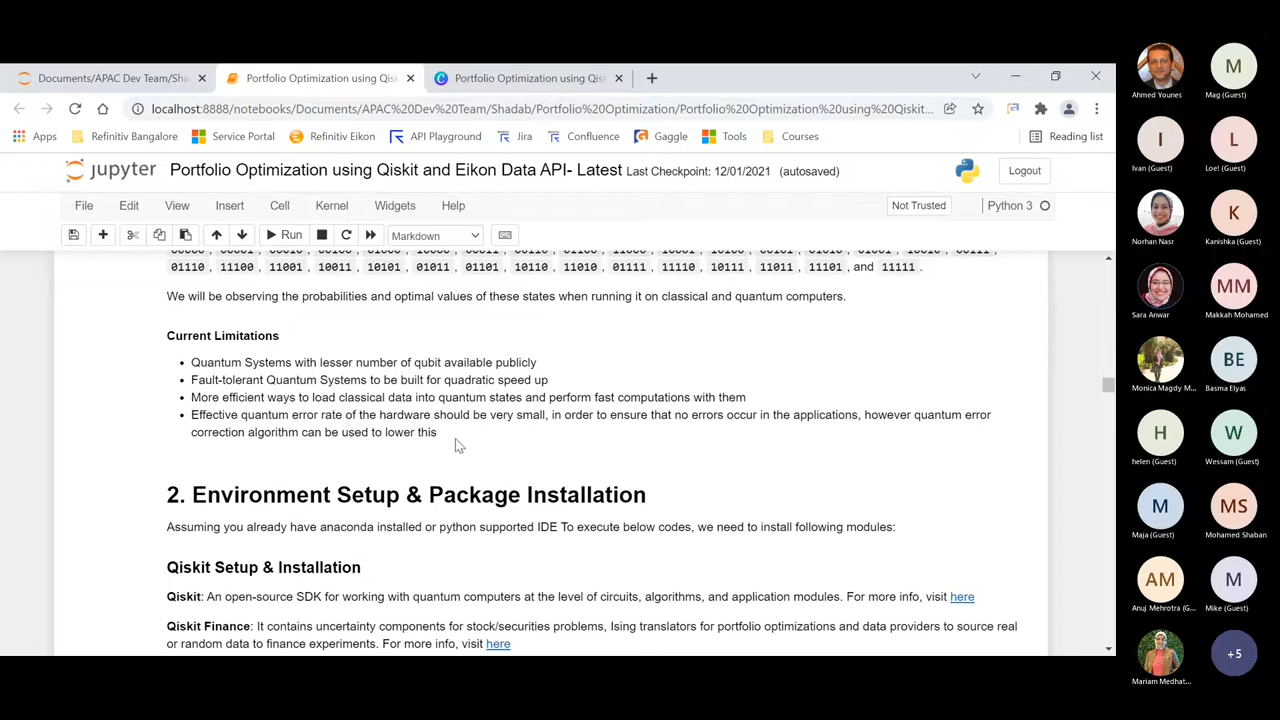 Documents/APAC Dev Team/Sha
Portfolio Optimization using Qisk
Portfolio Optimization using Qisk
localhost:8888/notebooks/Documents/APAC%20Dev%20Team/Shadab/Portfolio%20Optimization/Portfolio%20Optimization%20using%20Qiskit...
Apps Refinitiv Bangalore Service Portal Refinitiv Eikon API Playground Jira Confluence Gaggle Tools Courses Reading list
jupyter Portfolio Optimization using Qiskit and Eikon Data API- Latest Last Checkpoint: 12/01/2021 (autosaved) Logout
File Edit View Insert Cell Kernel Widgets Help Not Trusted Python 3
Run Markdown
01110 , 11100 , 11001 , 10011 , 10101 , 01011 , 01101 , 10110 , 11010 , 01111 , 11110 , 10111 , 11011 , 11101 , and 11111 .
We will be observing the probabilities and optimal values of these states when running it on classical and quantum computers.
Current Limitations
• Quantum Systems with lesser number of qubit available publicly
• Fault-tolerant Quantum Systems to be built for quadratic speed up
• More efficient ways to load classical data into quantum states and perform fast computations with them
• Effective quantum error rate of the hardware should be very small, in order to ensure that no errors occur in the applications, however quantum error
correction algorithm can be used to lower this
2. Environment Setup & Package Installation
Assuming you already have anaconda installed or python supported IDE To execute below codes, we need to install following modules:
Qiskit Setup & Installation
Qiskit: An open-source SDK for working with quantum computers at the level of circuits, algorithms, and application modules. For more info, visit here
Qiskit Finance: It contains uncertainty components for stock/securities problems, Ising translators for portfolio optimizations and data providers to source real
or random data to finance experiments. For more info, visit here
M
Ahmed Younes Mag (Guest)
I L
Ivan (Guest) Loel (Guest)
K
Norhan Nasr Kanishka (Guest)
MM
Sara Anwar Makkah Mohamed
BE
Monica Magdy M... Basma Elyas
H W
helen (Guest) Wessam (Guest)
M MS
Maja (Guest) Mohamed Shaban
AM M
Anuj Mehrotra (G... Mike (Guest)
+5
Mariam Medhat...